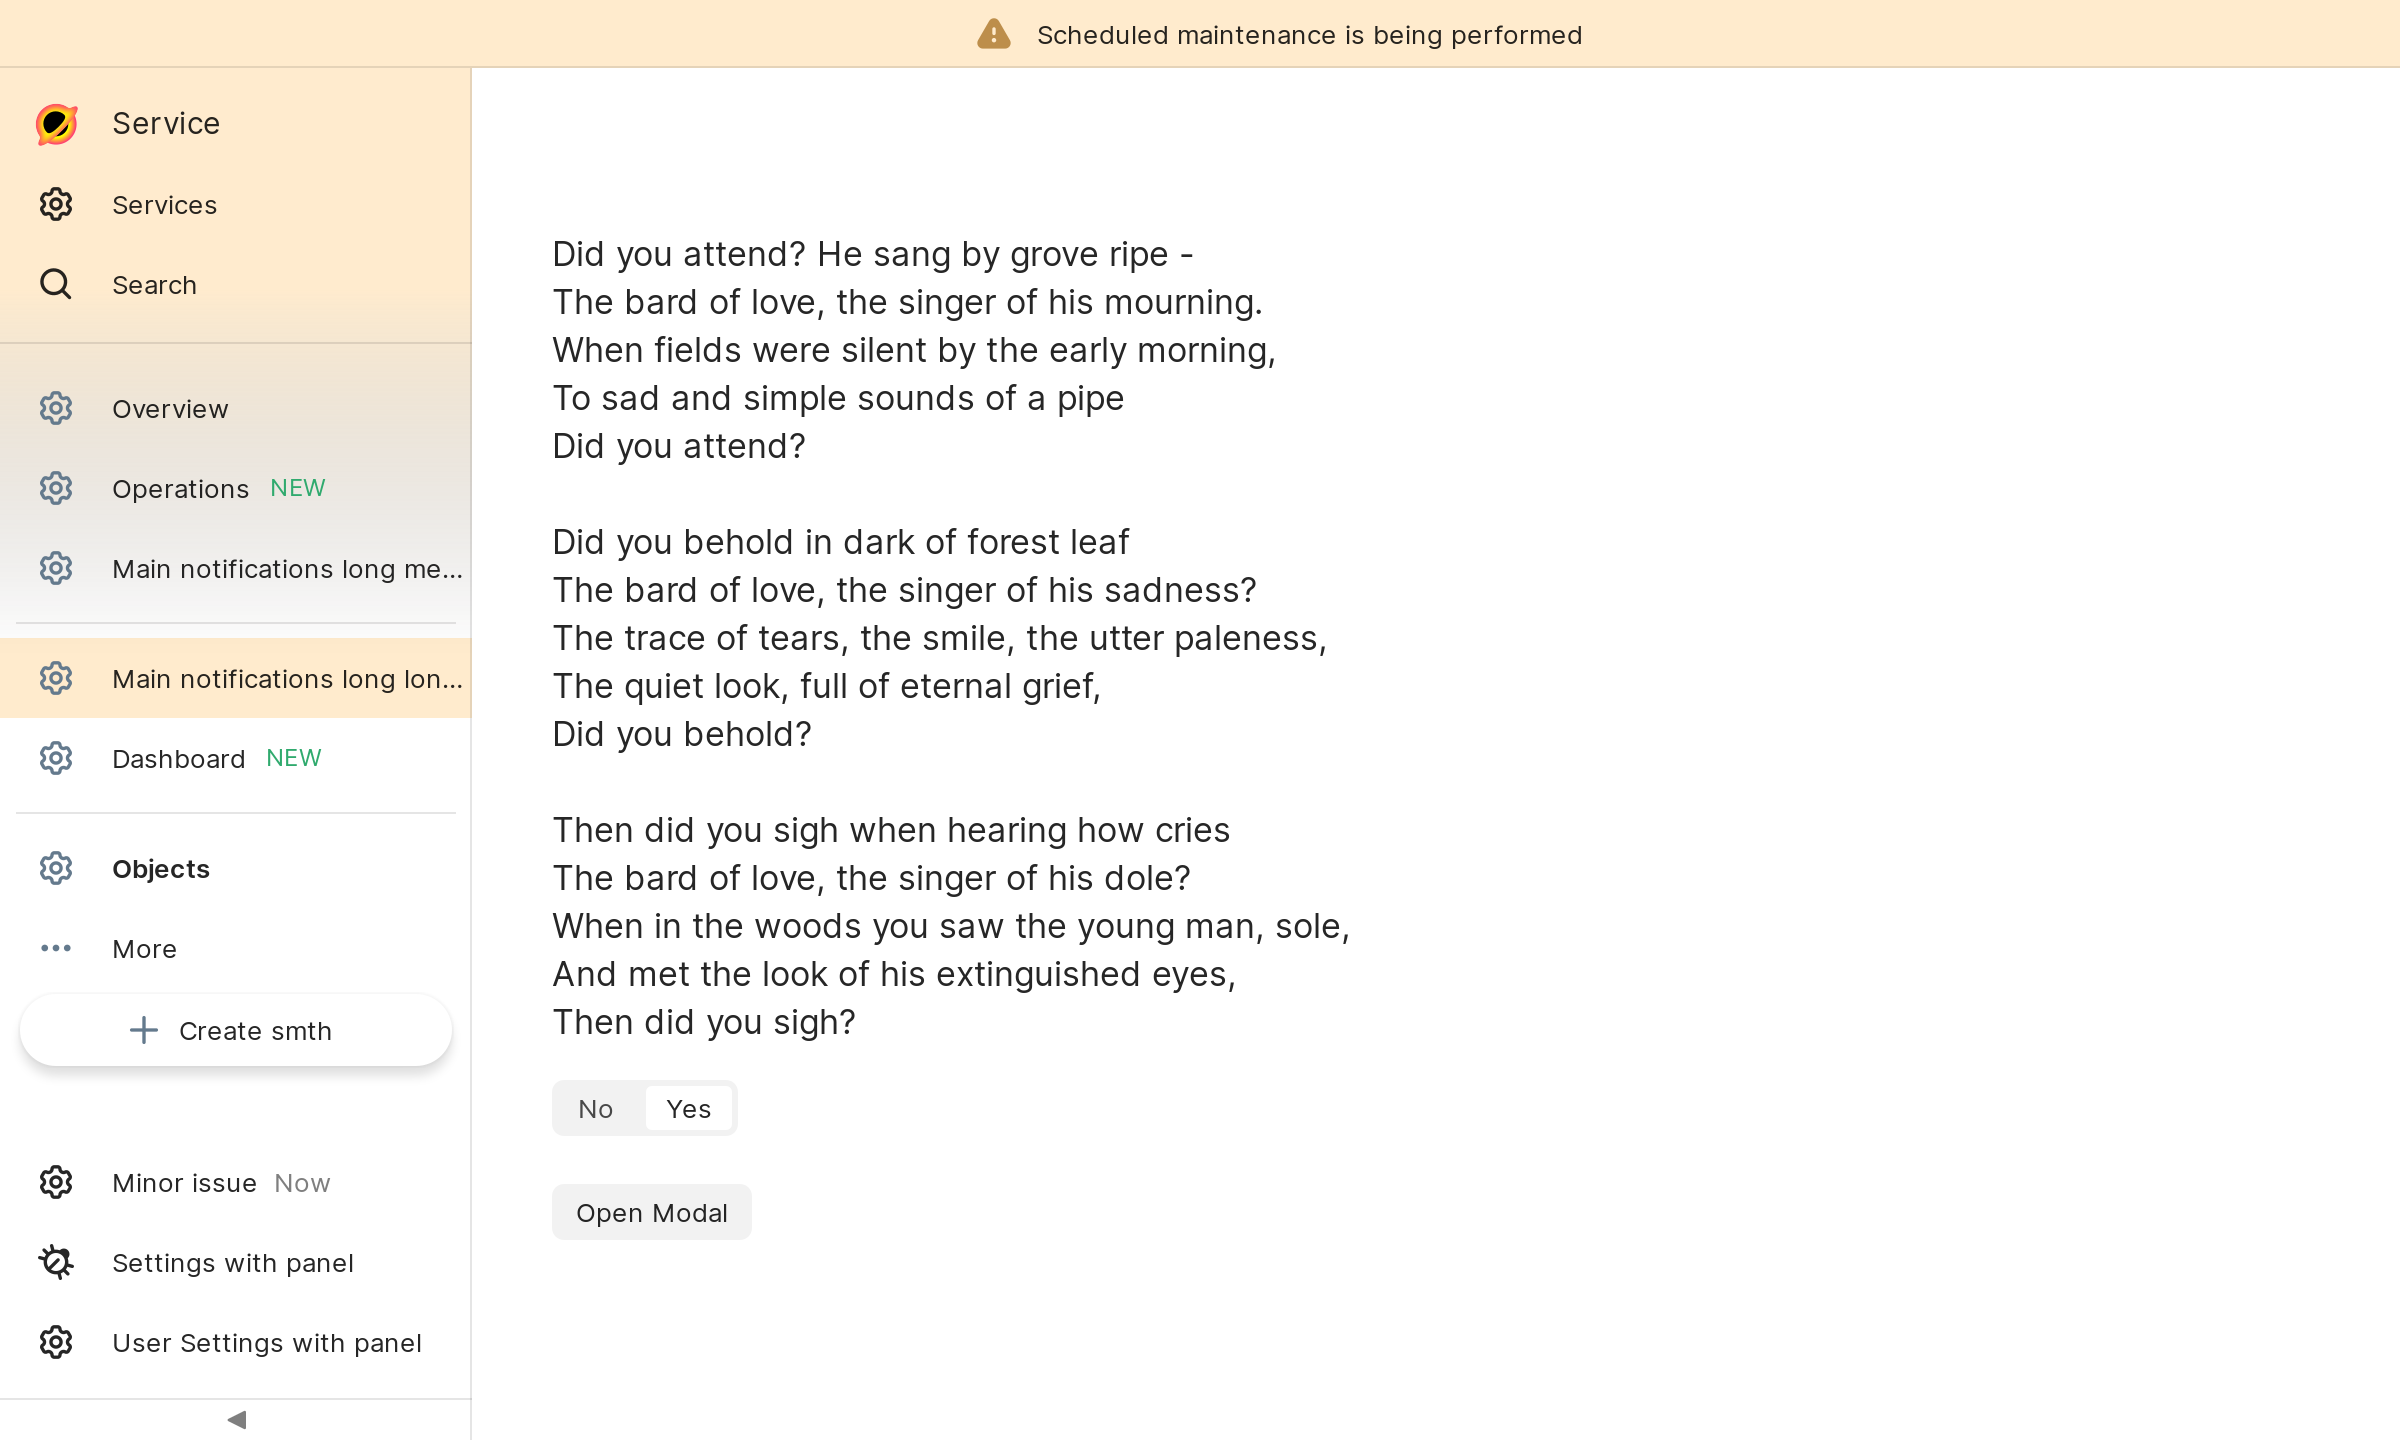 Scheduled maintenance is being performed
Service
Services
Search
Overview
Operations NEW
Main notifications long me...
Main notifications long lon...
Dashboard NEW
Objects
More
Create smth
Minor issue Now
Settings with panel
User Settings with panel
Did you attend? He sang by grove ripe -
The bard of love, the singer of his mourning.
When fields were silent by the early morning,
To sad and simple sounds of a pipe
Did you attend?
Did you behold in dark of forest leaf
The bard of love, the singer of his sadness?
The trace of tears, the smile, the utter paleness,
The quiet look, full of eternal grief,
Did you behold?
Then did you sigh when hearing how cries
The bard of love, the singer of his dole?
When in the woods you saw the young man, sole,
And met the look of his extinguished eyes,
Then did you sigh?
No Yes
Open Modal